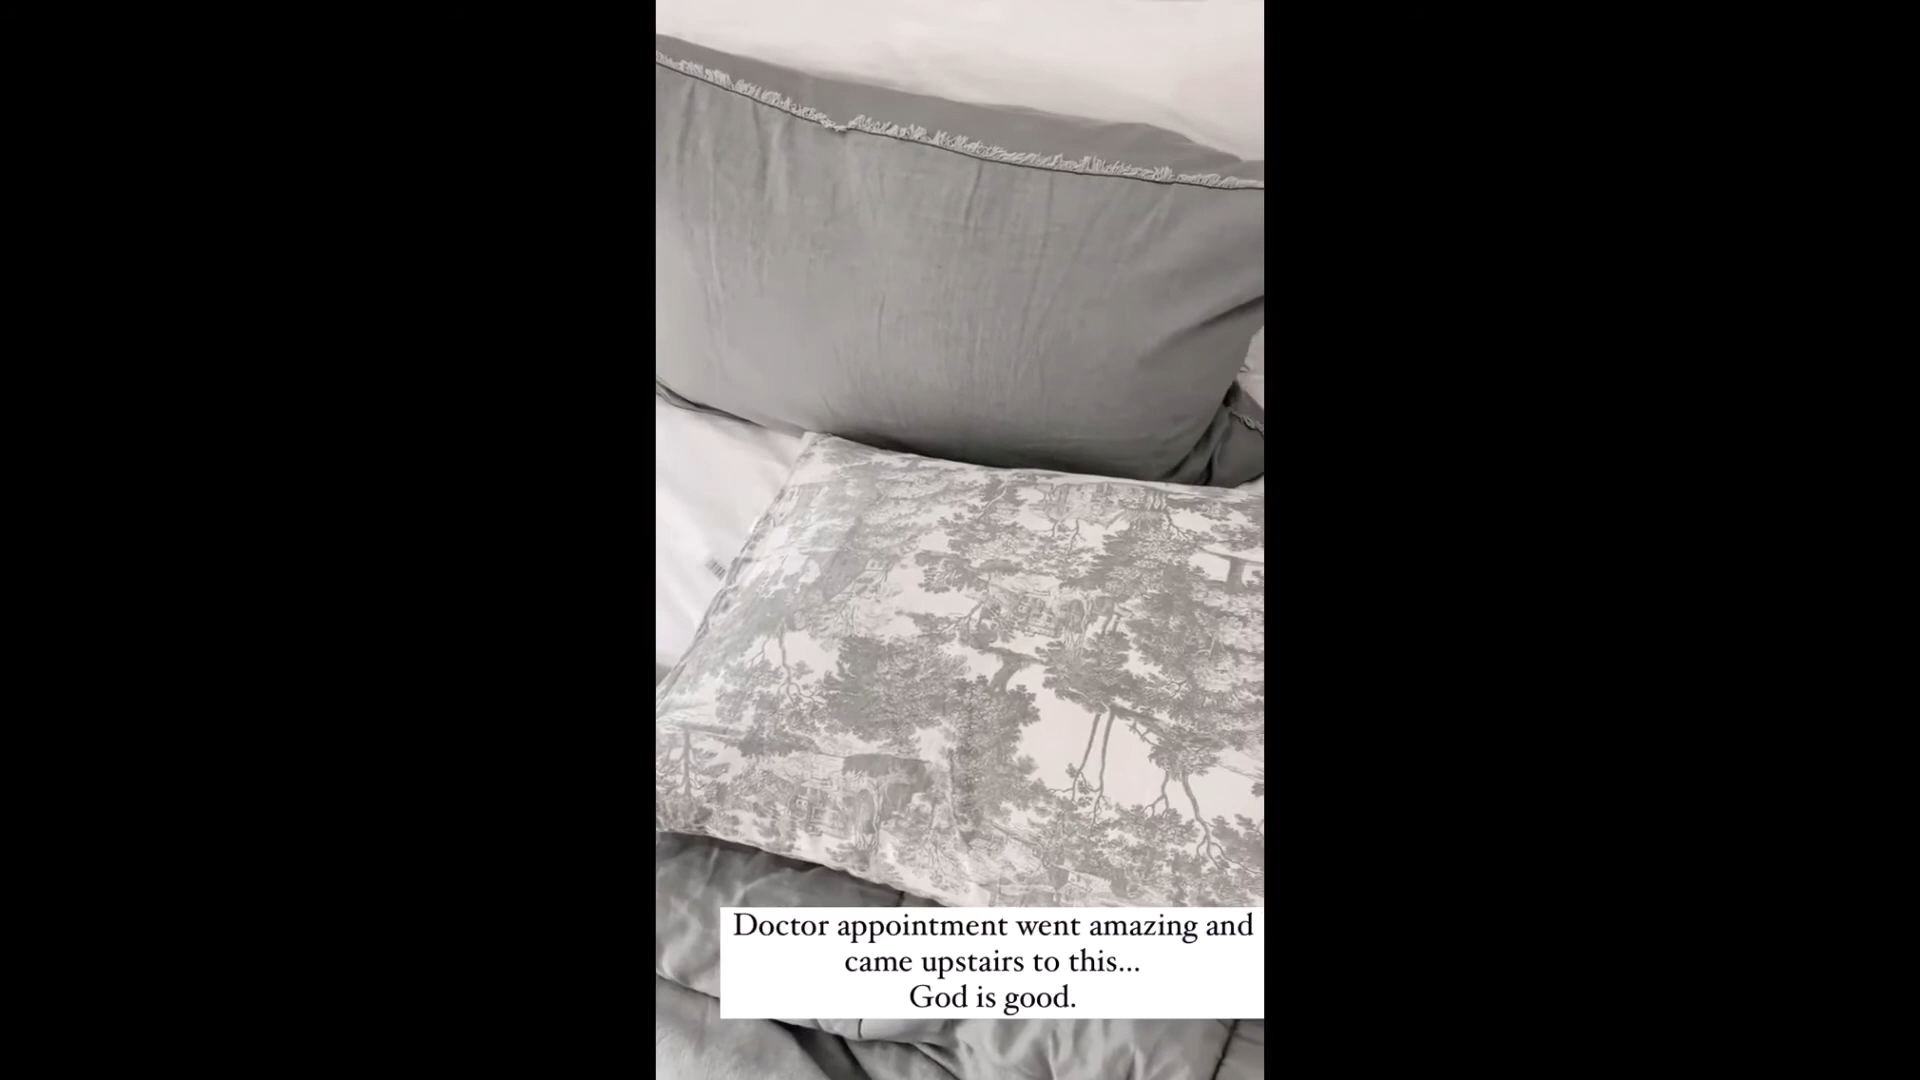 Doctor appointment went amazing and
came upstairs to this...
God is good.